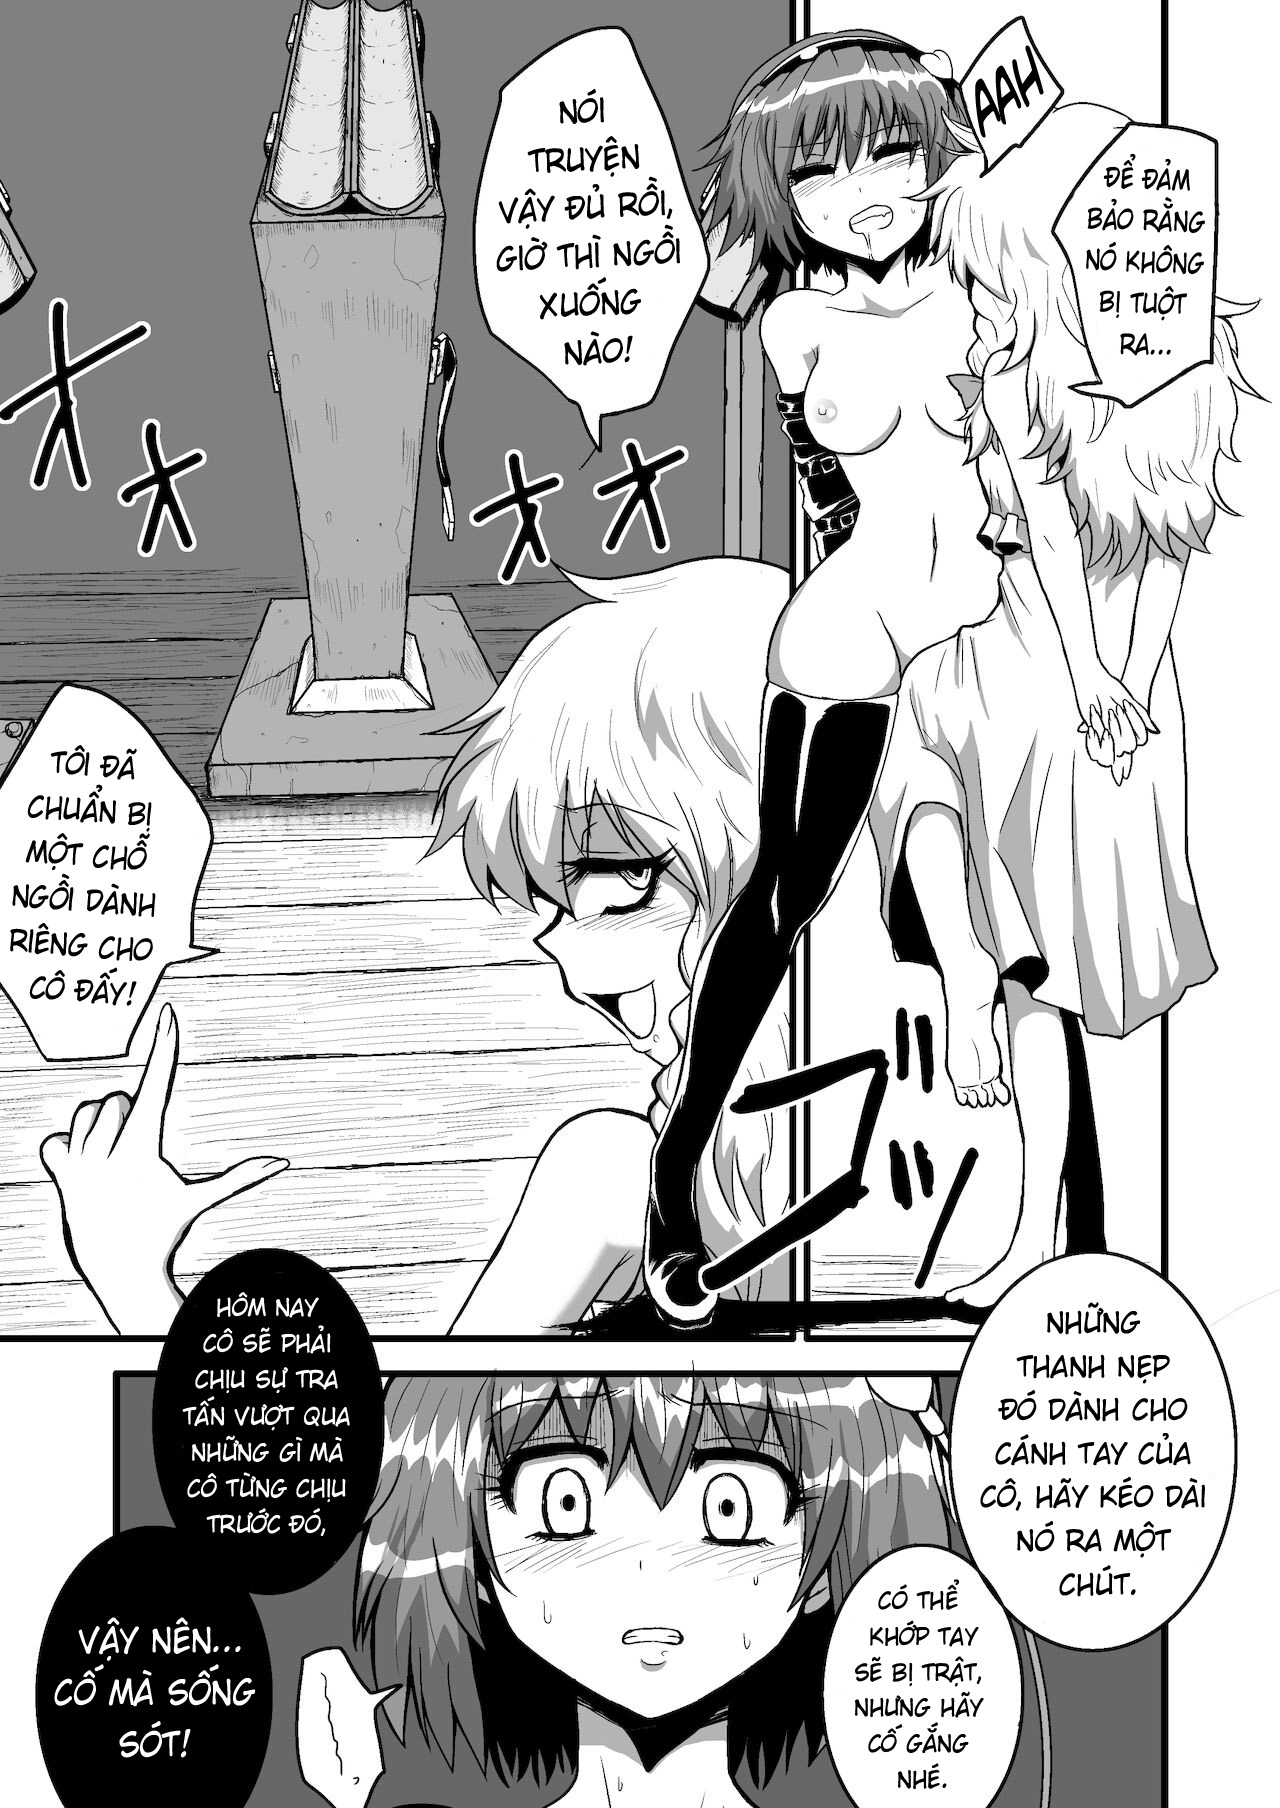 ĐỂ ĐẢM
BẢO RẰNG
NÓ KHÔNG
BỊ TUỘT
RA...
AAH
NÓI
TRUYỆN
VẬY ĐỦ RỒI,
GIỜ THÌ NGỒI
XUỐNG
NÀO!
TÔI ĐÃ
CHUẨN BỊ
MỘT CHỖ
NGỒI DÀNH
RIÊNG CHO
CÔ ĐẤY!
NHỮNG
THANH NẸP
ĐÓ DÀNH CHO
CÁNH TAY CỦA
CÔ, HÃY KÉO DÀI
NÓ RA MỘT
CHÚT.
CÓ THỂ
KHỚP TAY
SẼ BỊ TRẬT,
NHƯNG HÃY
CỐ GẮNG
NHÉ.
HÔM NAY
CÔ SẼ PHẢI
CHỊU SỰ TRA
TẤN VƯỢT QUA
NHỮNG GÌ MÀ
CÔ TỪNG CHỊU
TRƯỚC ĐÓ,
VẬY NÊN...
CỐ MÀ SỐNG
SÓT!